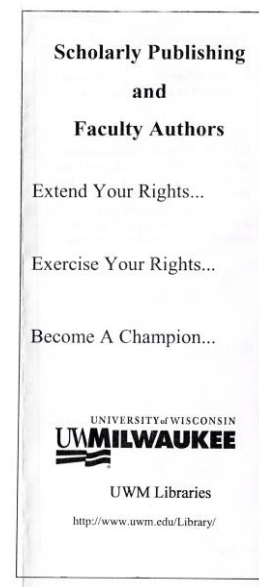 Scholarly Publishing
and
Faculty Authors
Extend Your Rights...
Exercise Your Rights...
Become A Champion...
UNIVERSITY of WISCONSIN
UWMILWAUKEE
UWM Libraries
http://www.uwm.edu/Library/